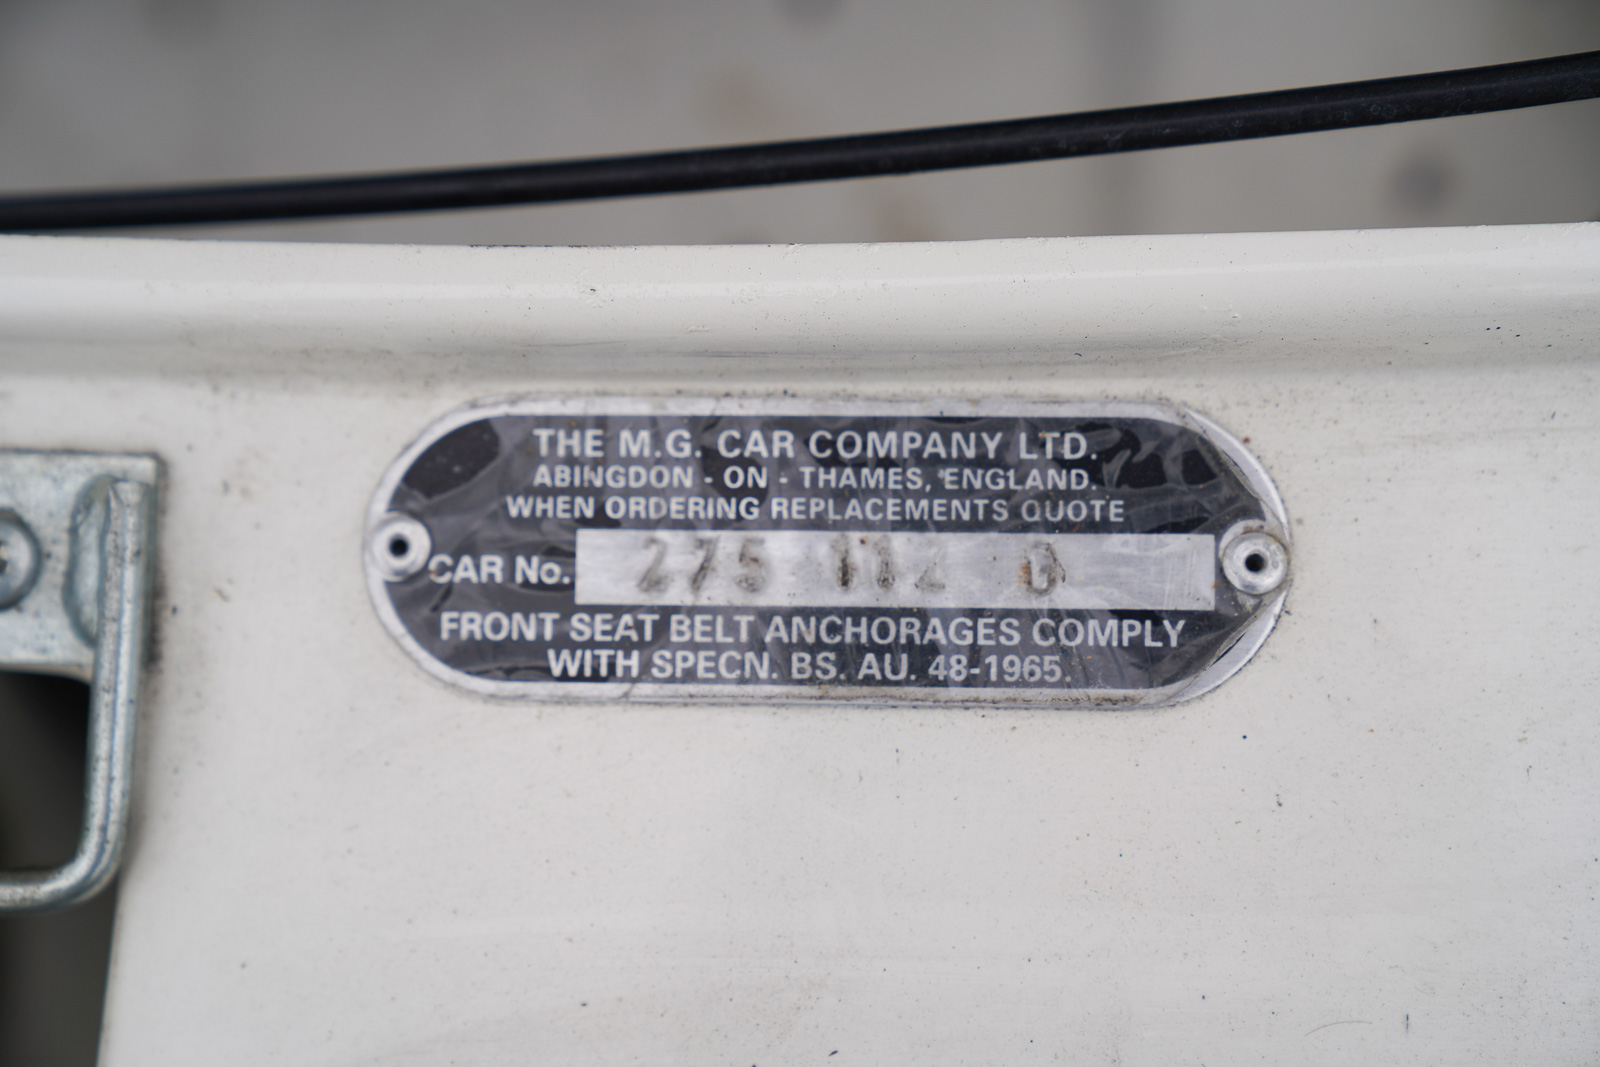 THE M.G. CAR COMPANY LTD.
ABINGDON - ON - THAMES, ENGLAND.
WHEN ORDERING REPLACEMENTS QUOTE
CAR No. 275 112 D
FRONT SEAT BELT ANCHORAGES COMPLY
WITH SPECN. BS. AU. 48-1965.